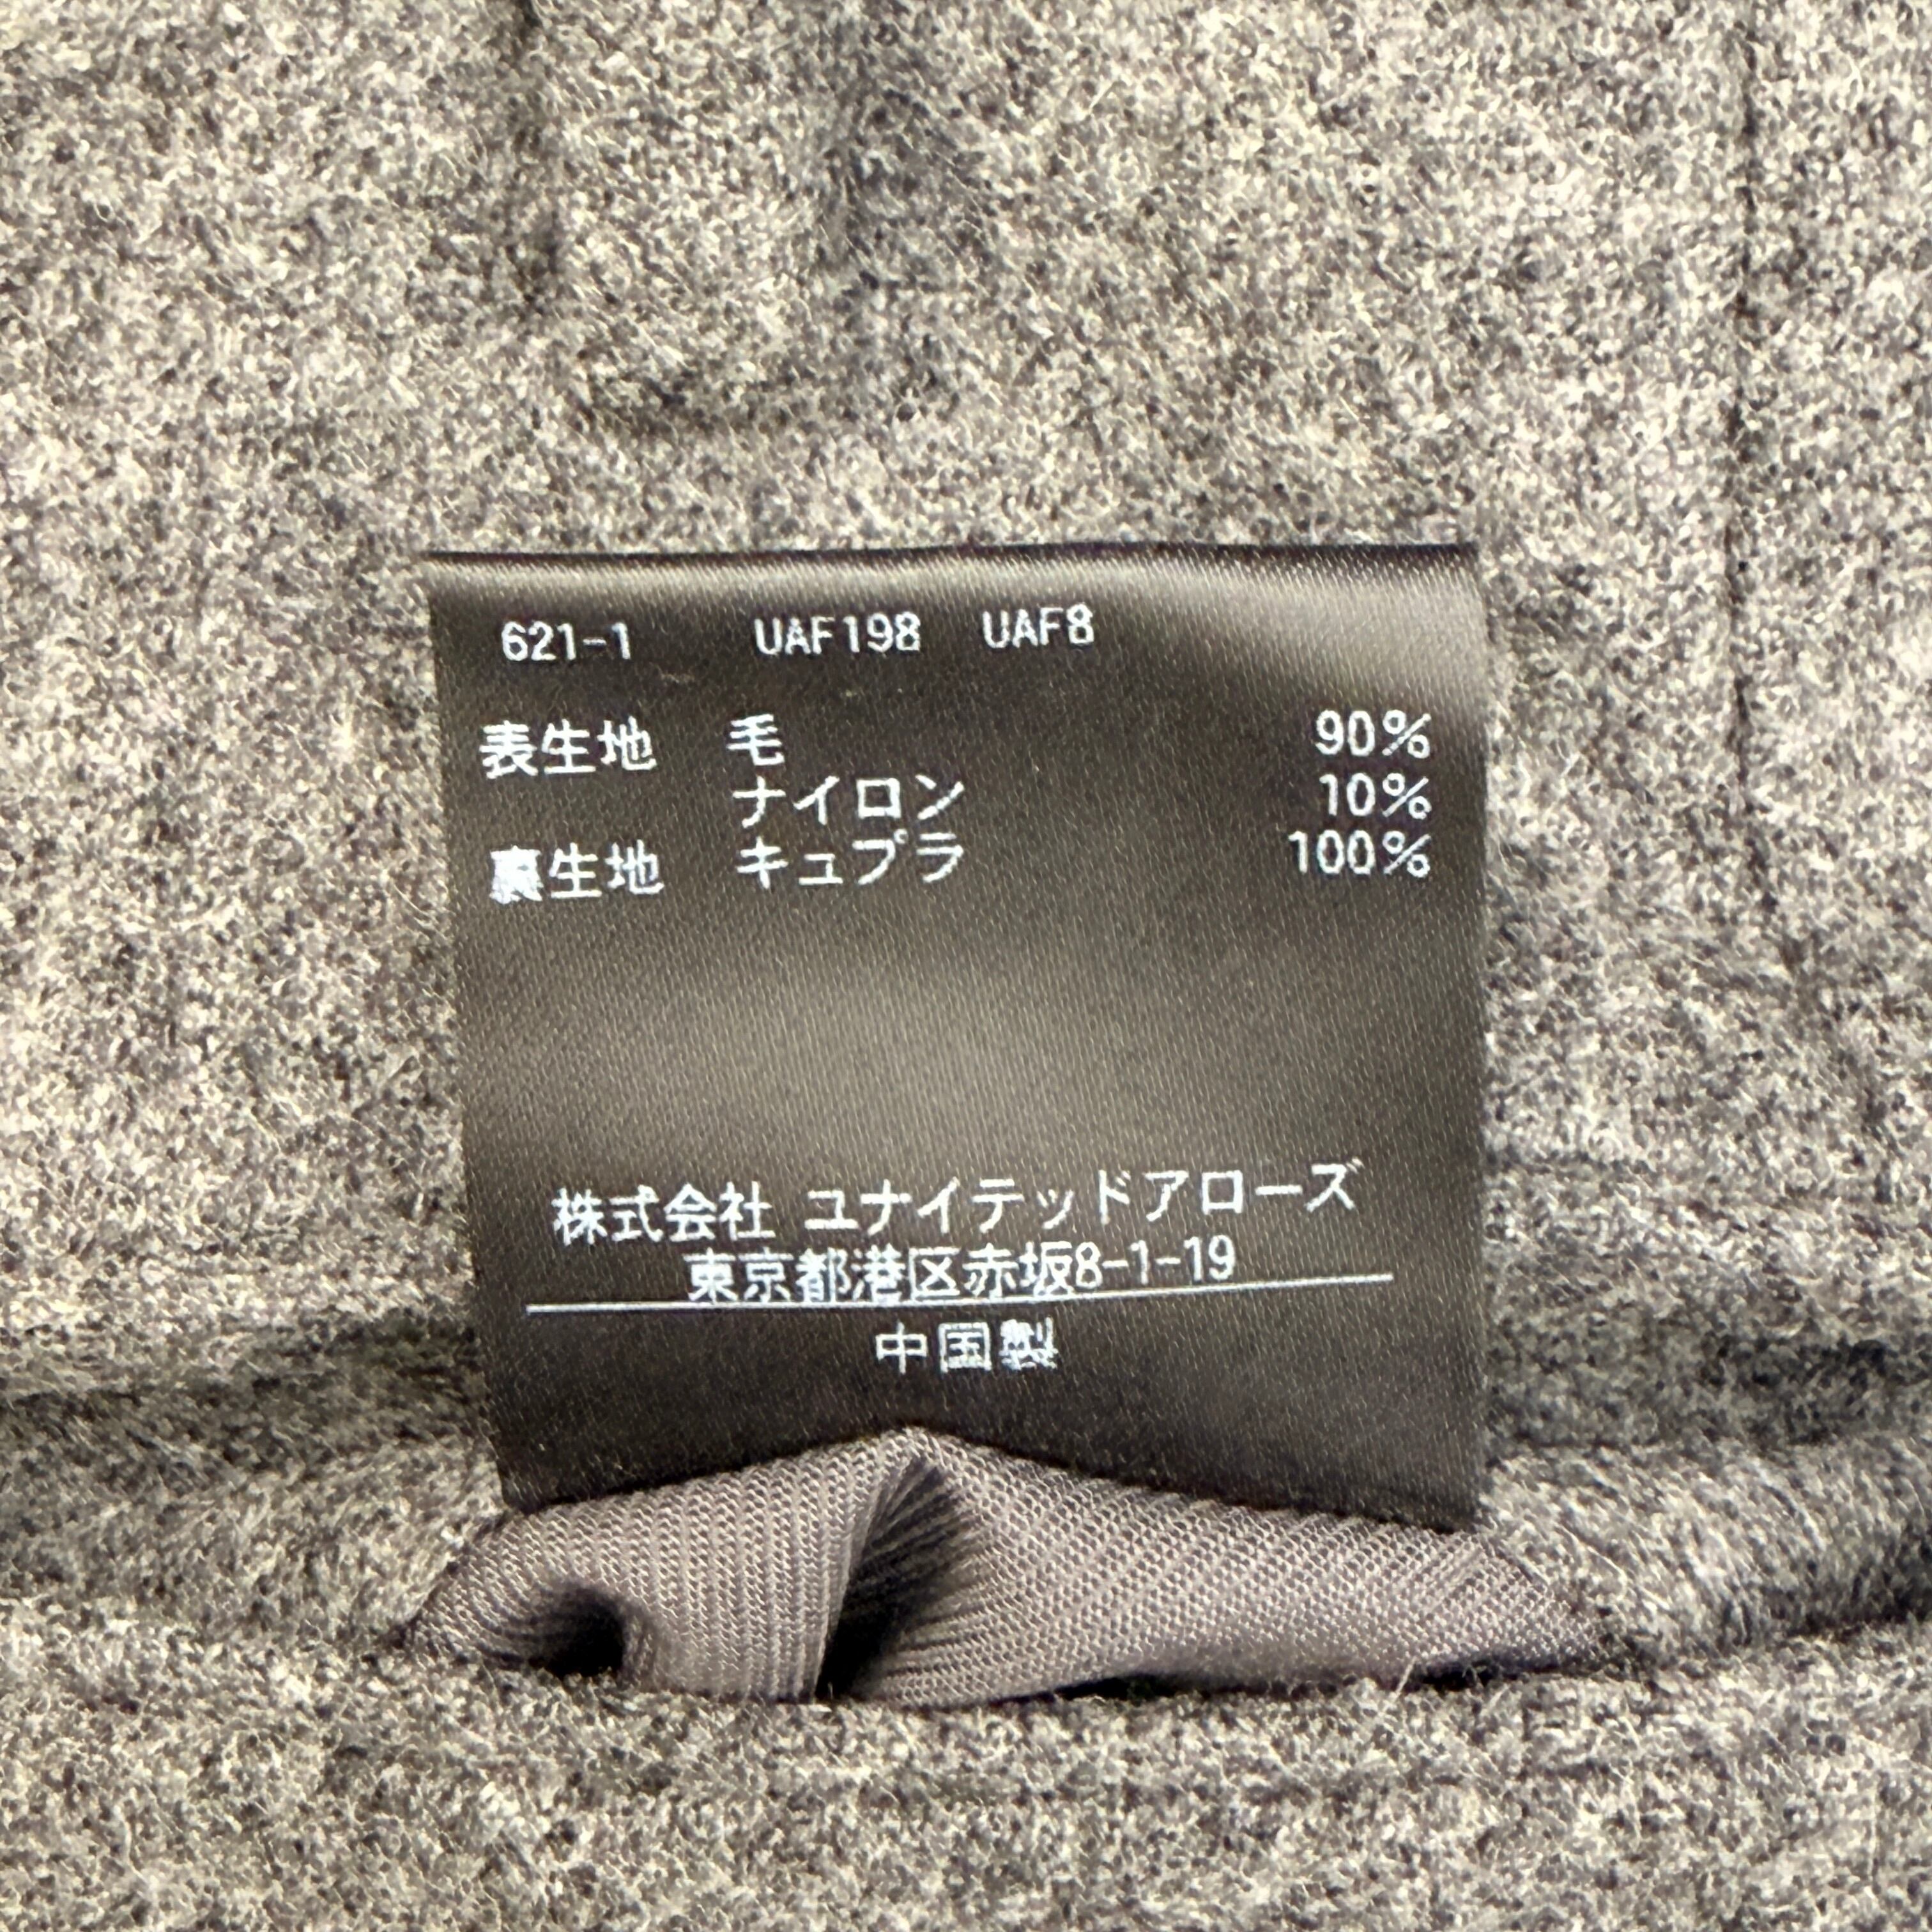 621-1 UAF198 UAF8
表生地 毛 90%
ナイロン 10%
裏生地 キュプラ 100%
株式会社 ユナイテッドアローズ
東京都港区赤坂8-1-19
中国製